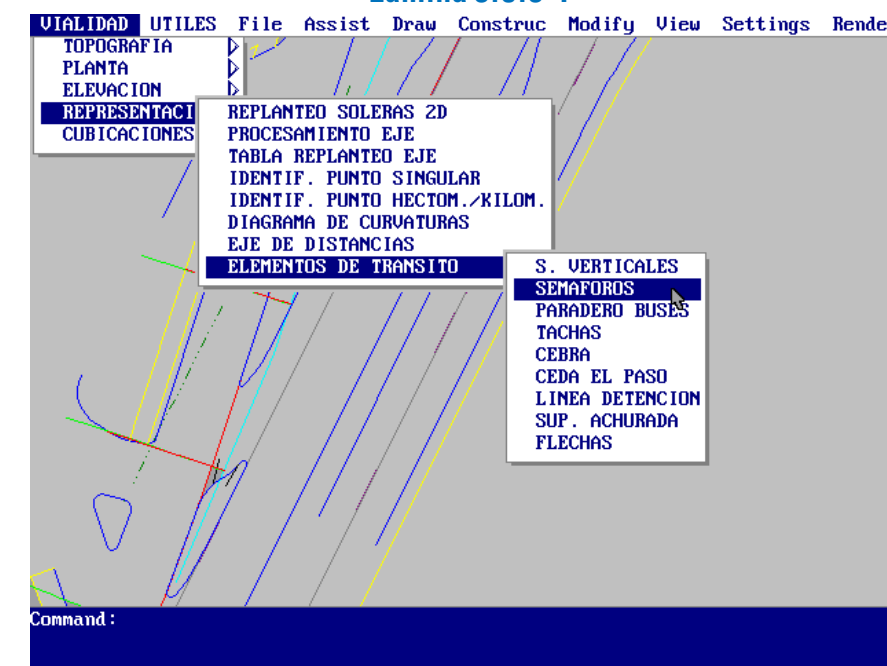 VIALIDAD UTILES File Assist Draw Construc Modify View Settings Rende
TOPOGRAFIA
PLANTA
ELEVACION
REPRESENTACI
CUBICACIONES
REPLANTEO SOLERAS 2D
PROCESAMIENTO EJE
TABLA REPLANTEO EJE
IDENTIF. PUNTO SINGULAR
IDENTIF. PUNTO HECTOM./KILOM.
DIAGRAMA DE CURVATURAS
EJE DE DISTANCIAS
ELEMENTOS DE TRANSITO
S. VERTICALES
SEMAFOROS
PARADERO BUSES
TACHAS
CEBRA
CEDA EL PASO
LINEA DETENCION
SUP. ACHURADA
FLECHAS
Command: